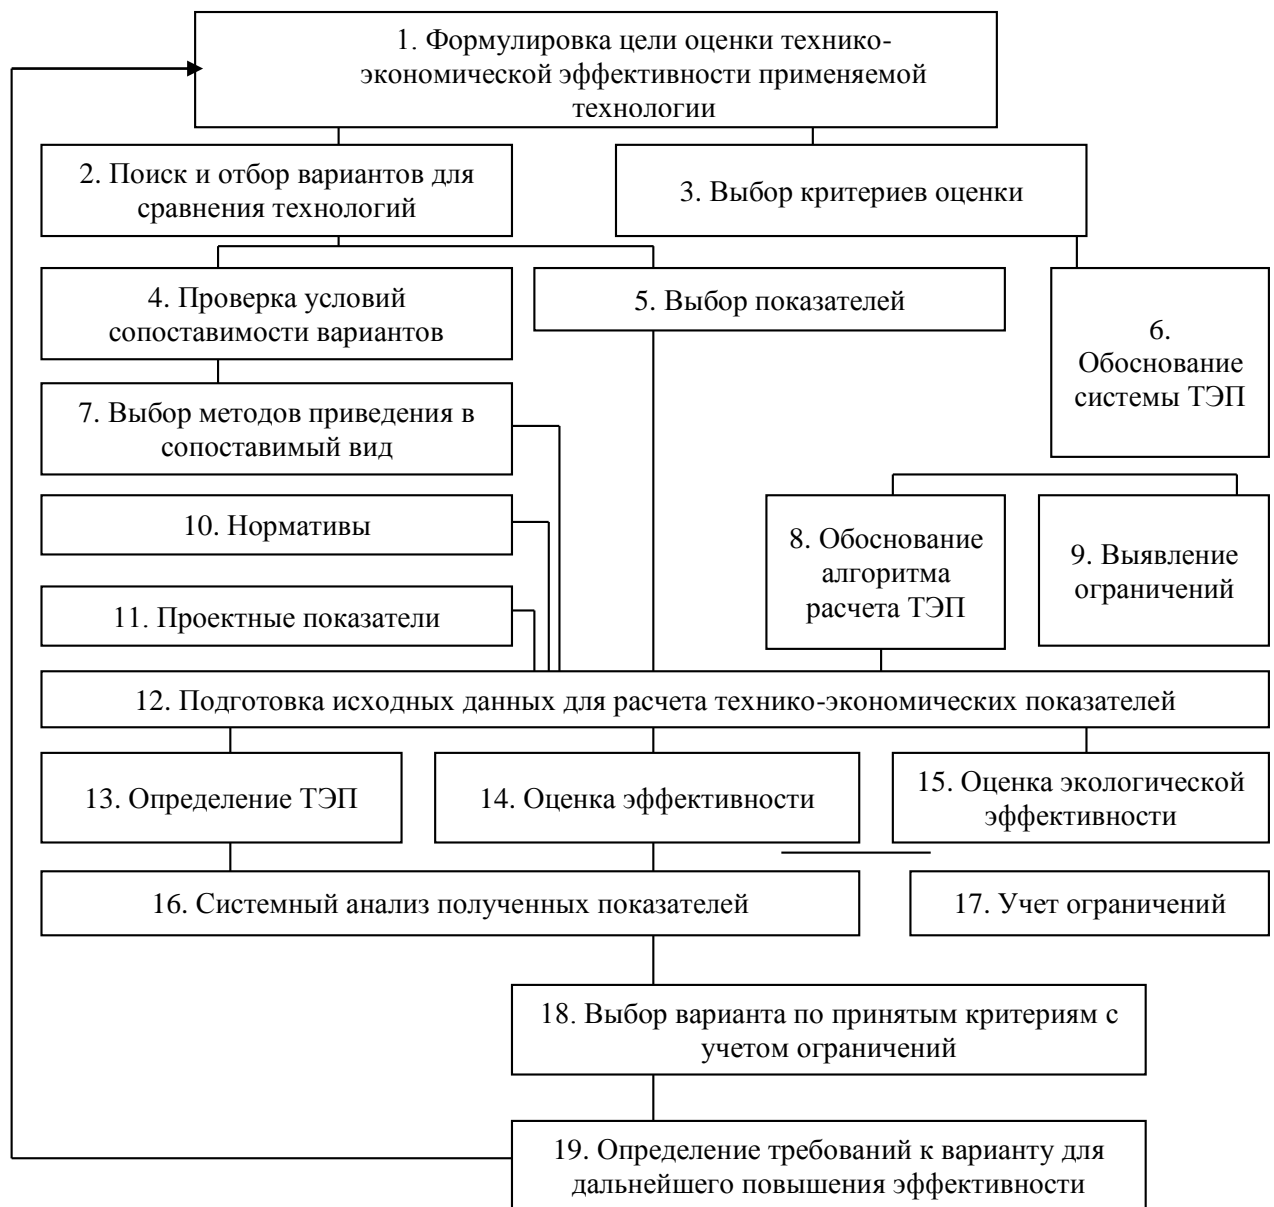 1. Формулировка цели оценки технико-
экономической эффективности применяемой
технологии
2. Поиск и отбор вариантов для
сравнения технологий
3. Выбор критериев оценки
4. Проверка условий
сопоставимости вариантов
5. Выбор показателей
6.
Обоснование
системы ТЭП
7. Выбор методов приведения в
сопоставимый вид
8. Обоснование
алгоритма
расчета ТЭП
9. Выявление
ограничений
10. Нормативы
11. Проектные показатели
12. Подготовка исходных данных для расчета технико-экономических показателей
13. Определение ТЭП
14. Оценка эффективности
15. Оценка экологической
эффективности
16. Системный анализ полученных показателей
17. Учет ограничений
18. Выбор варианта по принятым критериям с
учетом ограничений
19. Определение требований к варианту для
дальнейшего повышения эффективности